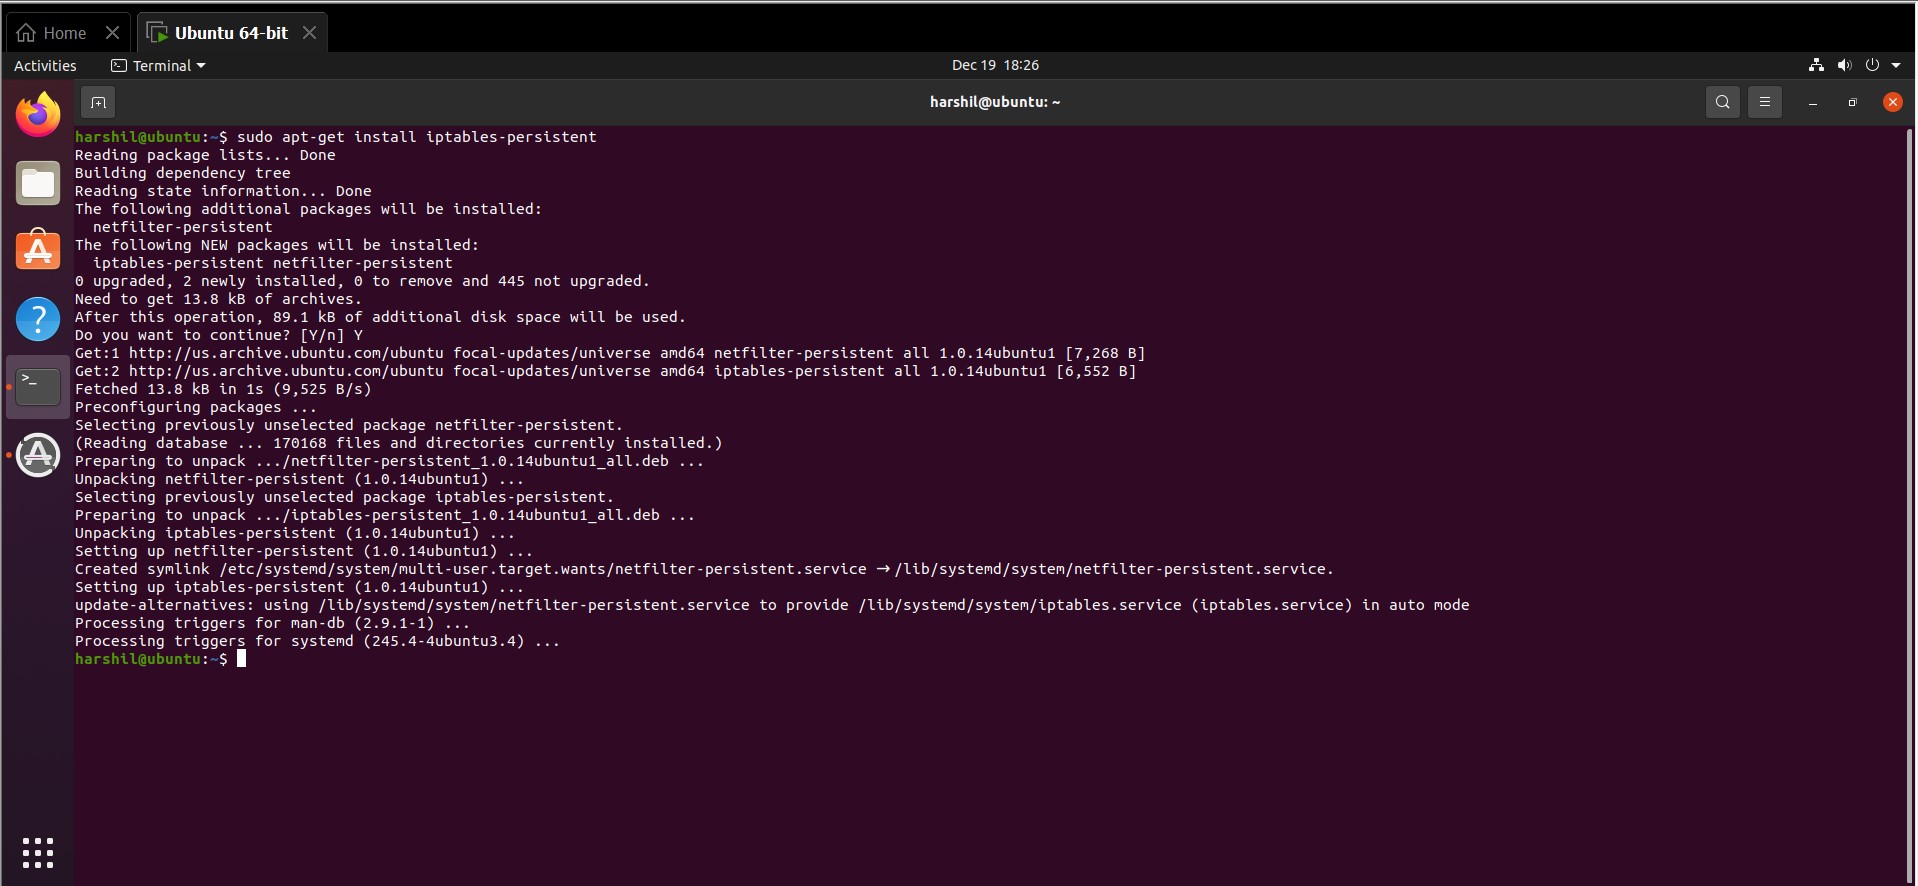 Home
Ubuntu 64-bit
Activities
Terminal
Dec 19 18:26
harshil@ubuntu: ~
harshil@ubuntu:~$ sudo apt-get install iptables-persistent
Reading package lists... Done
Building dependency tree
Reading state information... Done
The following additional packages will be installed:
  netfilter-persistent
The following NEW packages will be installed:
  iptables-persistent netfilter-persistent
0 upgraded, 2 newly installed, 0 to remove and 445 not upgraded.
Need to get 13.8 kB of archives.
After this operation, 89.1 kB of additional disk space will be used.
Do you want to continue? [Y/n] Y
Get:1 http://us.archive.ubuntu.com/ubuntu focal-updates/universe amd64 netfilter-persistent all 1.0.14ubuntu1 [7,268 B]
Get:2 http://us.archive.ubuntu.com/ubuntu focal-updates/universe amd64 iptables-persistent all 1.0.14ubuntu1 [6,552 B]
Fetched 13.8 kB in 1s (9,525 B/s)
Preconfiguring packages ...
Selecting previously unselected package netfilter-persistent.
(Reading database ... 170168 files and directories currently installed.)
Preparing to unpack .../netfilter-persistent_1.0.14ubuntu1_all.deb ...
Unpacking netfilter-persistent (1.0.14ubuntu1) ...
Selecting previously unselected package iptables-persistent.
Preparing to unpack .../iptables-persistent_1.0.14ubuntu1_all.deb ...
Unpacking iptables-persistent (1.0.14ubuntu1) ...
Setting up netfilter-persistent (1.0.14ubuntu1) ...
Created symlink /etc/systemd/system/multi-user.target.wants/netfilter-persistent.service → /lib/systemd/system/netfilter-persistent.service.
Setting up iptables-persistent (1.0.14ubuntu1) ...
update-alternatives: using /lib/systemd/system/netfilter-persistent.service to provide /lib/systemd/system/iptables.service (iptables.service) in auto mode
Processing triggers for man-db (2.9.1-1) ...
Processing triggers for systemd (245.4-4ubuntu3.4) ...
harshil@ubuntu:~$